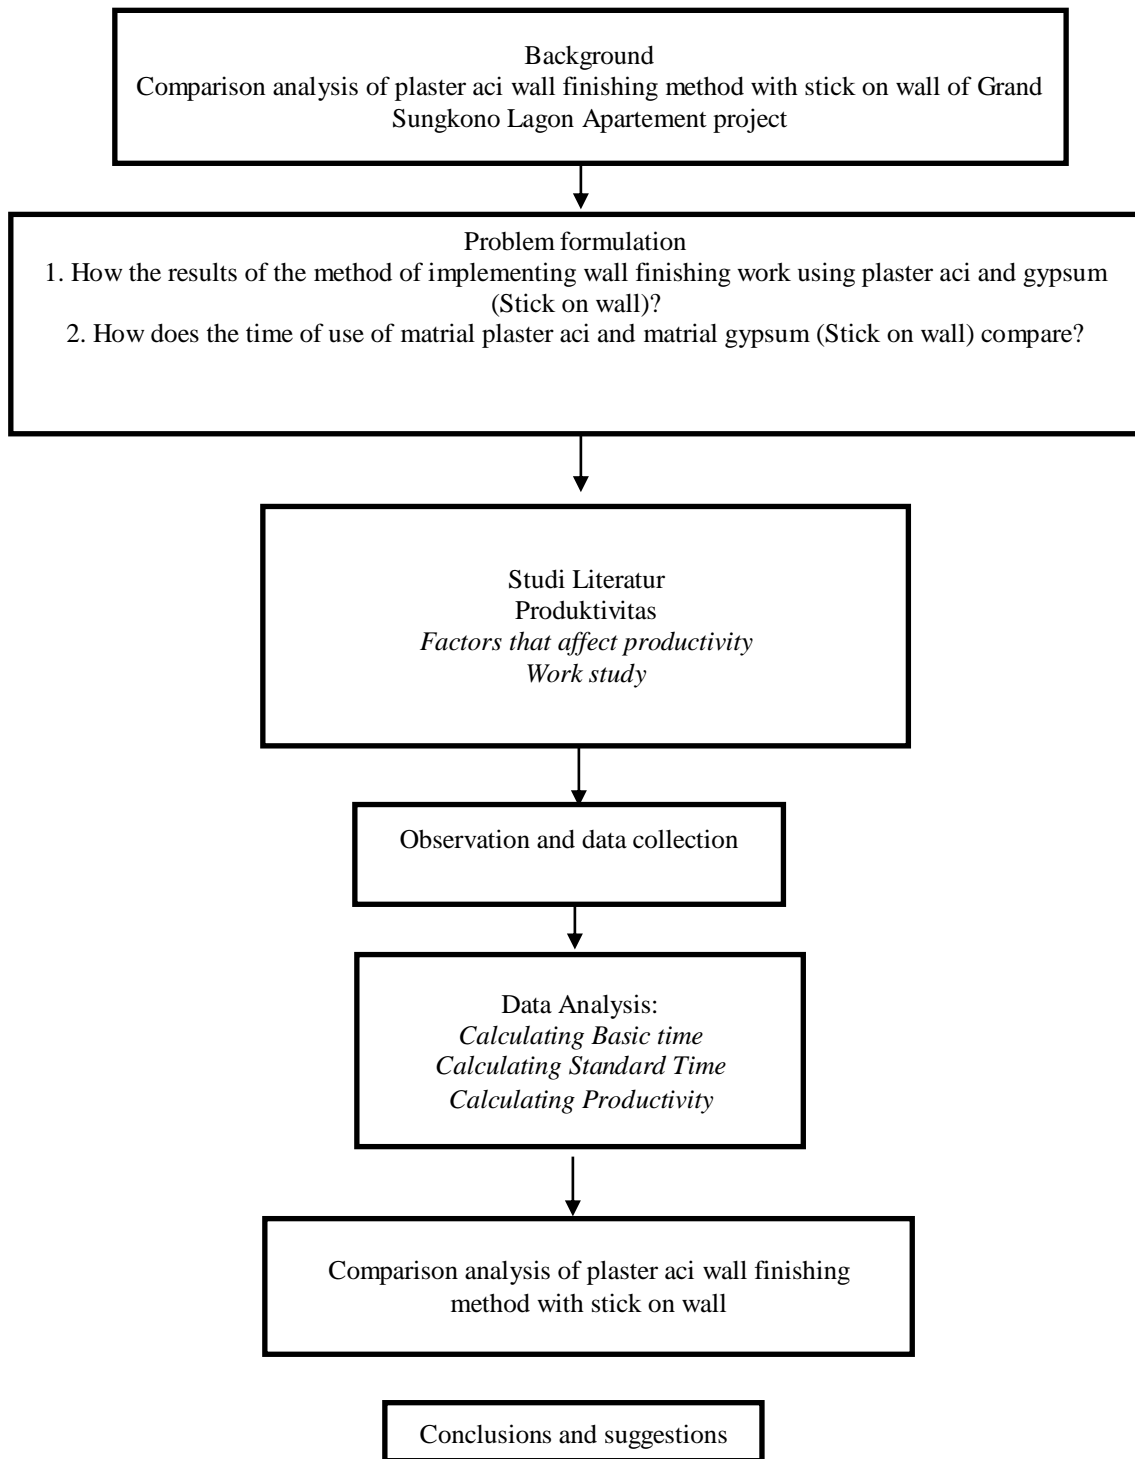 Background
Comparison analysis of plaster aci wall finishing method with stick on wall of Grand
Sungkono Lagon Apartement project
Problem formulation
1. How the results of the method of implementing wall finishing work using plaster aci and gypsum
(Stick on wall)?
2. How does the time of use of matrial plaster aci and matrial gypsum (Stick on wall) compare?
Studi Literatur
Produktivitas
Factors that affect productivity
Work study
Observation and data collection
Data Analysis:
Calculating Basic time
Calculating Standard Time
Calculating Productivity
Comparison analysis of plaster aci wall finishing
method with stick on wall
Conclusions and suggestions